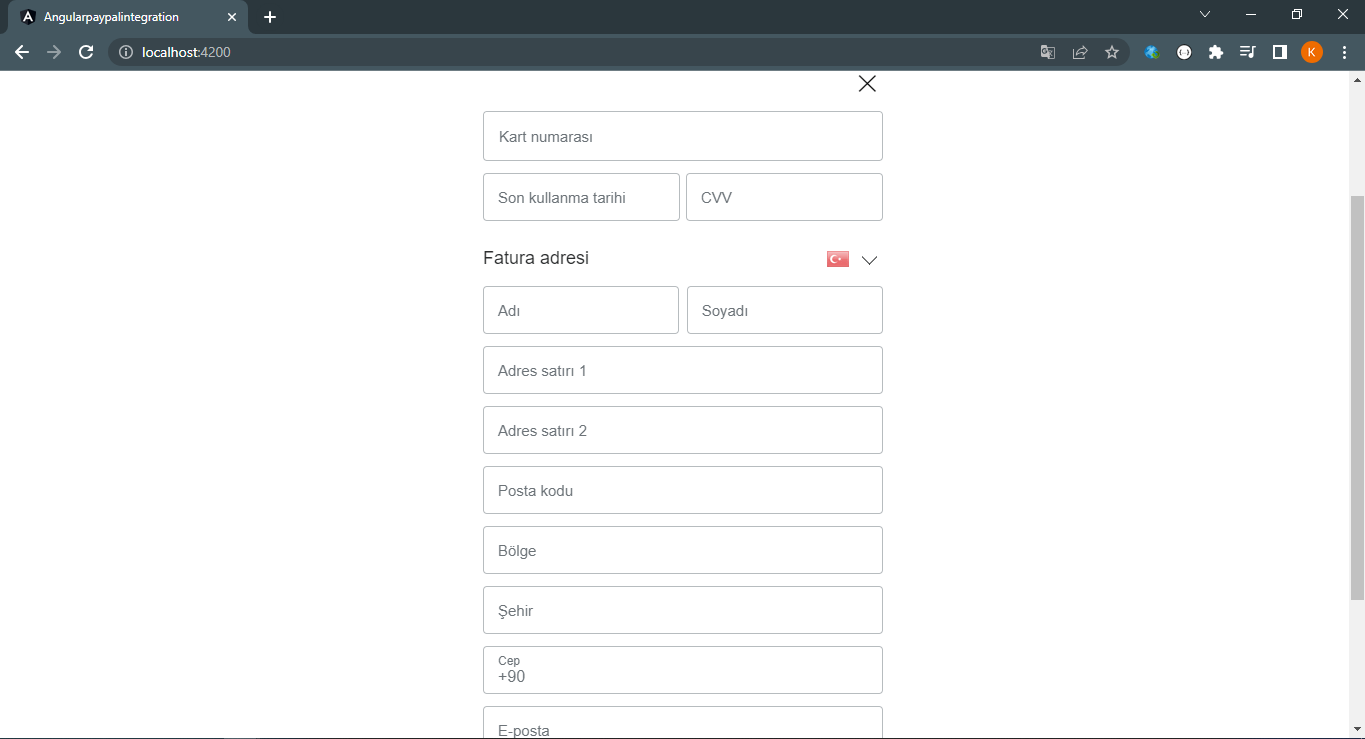 Angularpaypalintegration
localhost:4200
K
Kart numarası
Son kullanma tarihi
CVV
Fatura adresi
Adı
Soyadı
Adres satırı 1
Adres satırı 2
Posta kodu
Bölge
Şehir
Cep
+90
E-posta